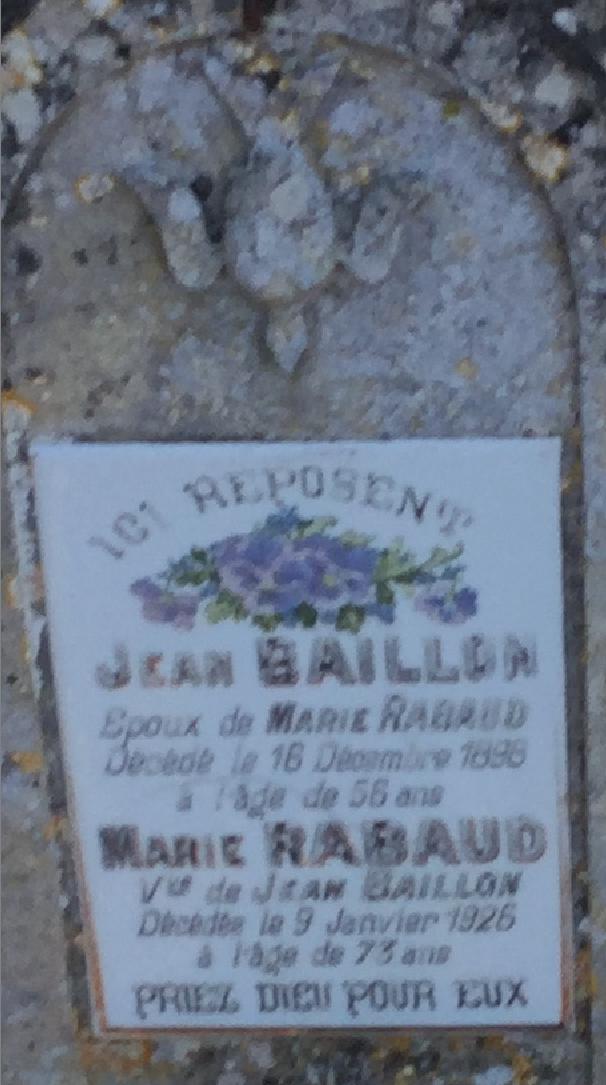 ICI REPOSENT
JEAN BAILLON
Epoux de MARIE RABAUD
Décédé le 16 Décembre 1898
à l'âge de 56 ans
MARIE RABAUD
Vve de JEAN BAILLON
Décédée le 9 Janvier 1926
à l'âge de 73 ans
PRIEZ DIEU POUR EUX